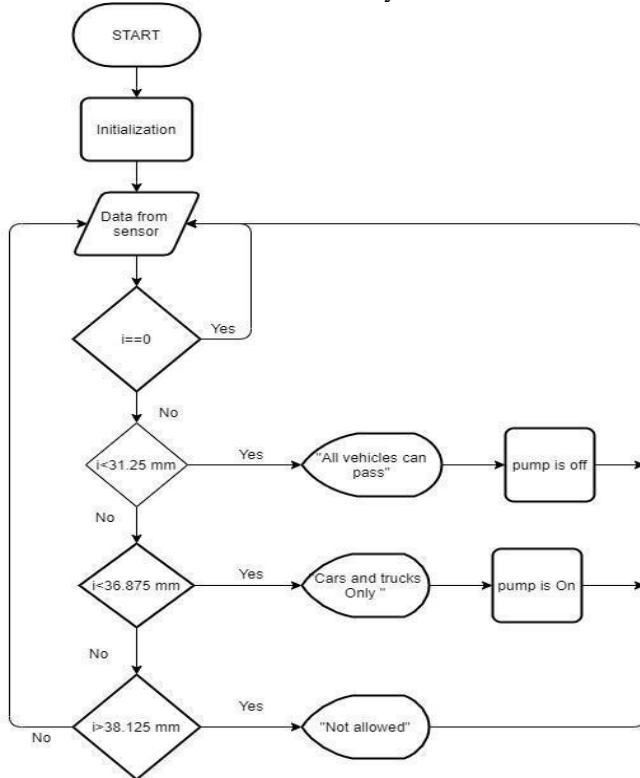 START
Initialization
Data from
sensor
i==0
Yes
No
i<31.25 mm
Yes
"All vehicles can
pass"
pump is off
No
i<36.875 mm
Yes
"Cars and trucks
Only "
pump is On
No
i>38.125 mm
Yes
"Not allowed"
No